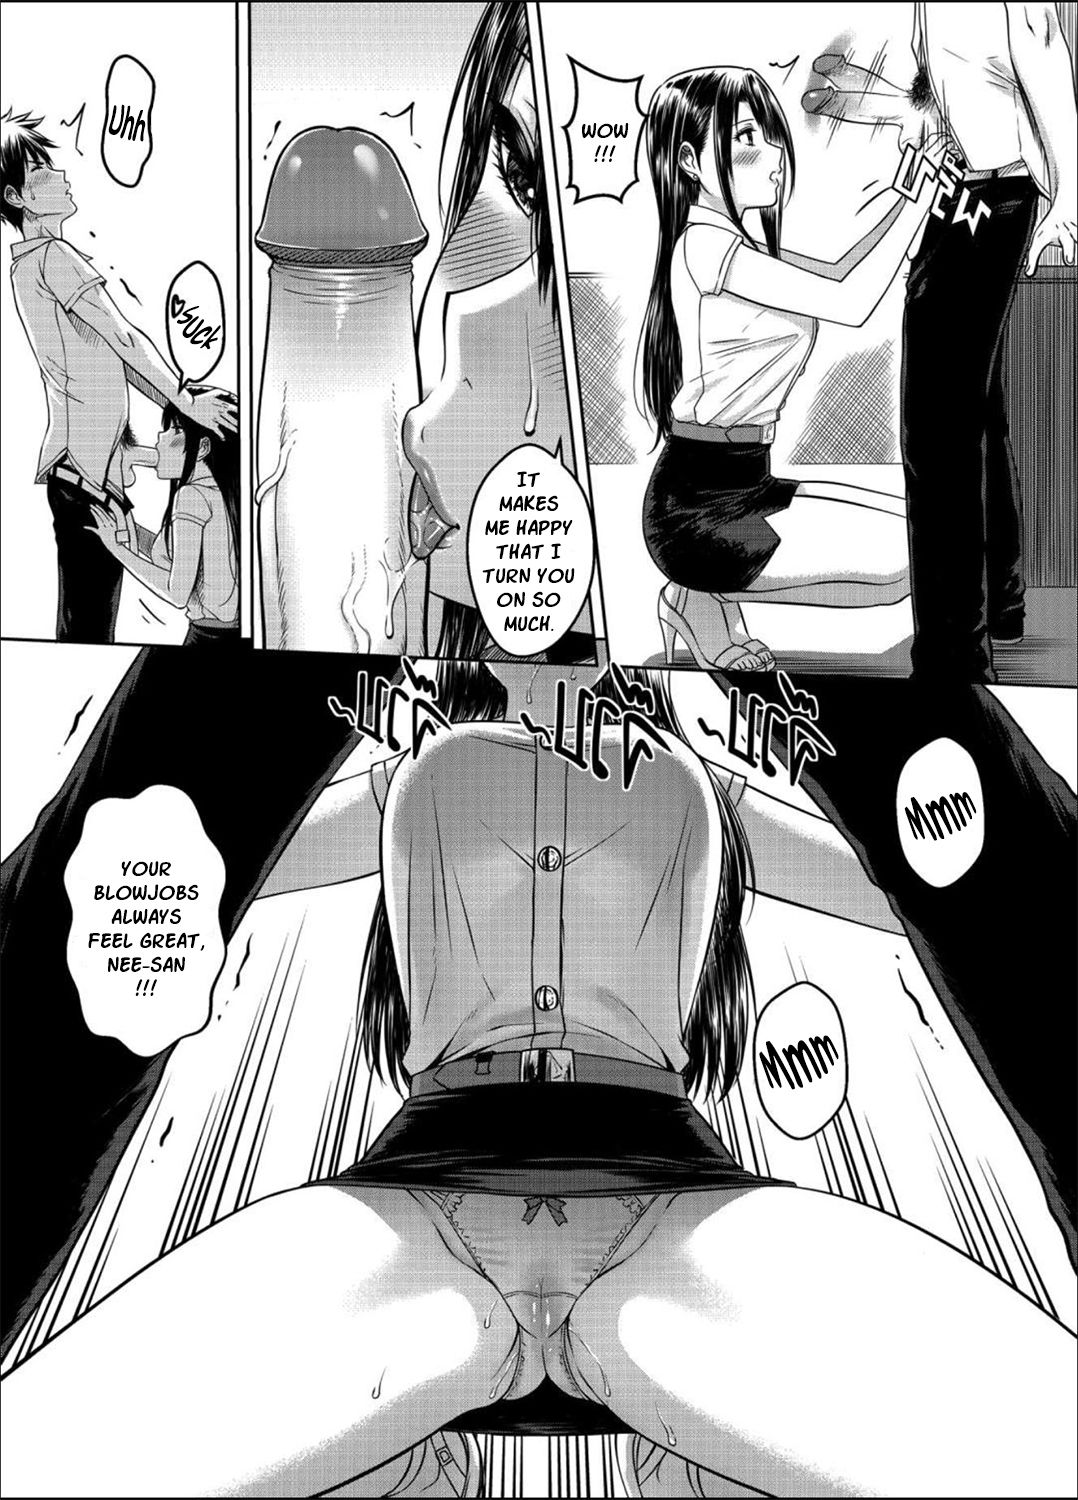 WOW
!!!
IT
MAKES
ME HAPPY
THAT I
TURN YOU
ON SO
MUCH.
Uhh
♡SUCK
Mmm
Mmm
YOUR
BLOWJOBS
ALWAYS
FEEL GREAT,
NEE-SAN
!!!